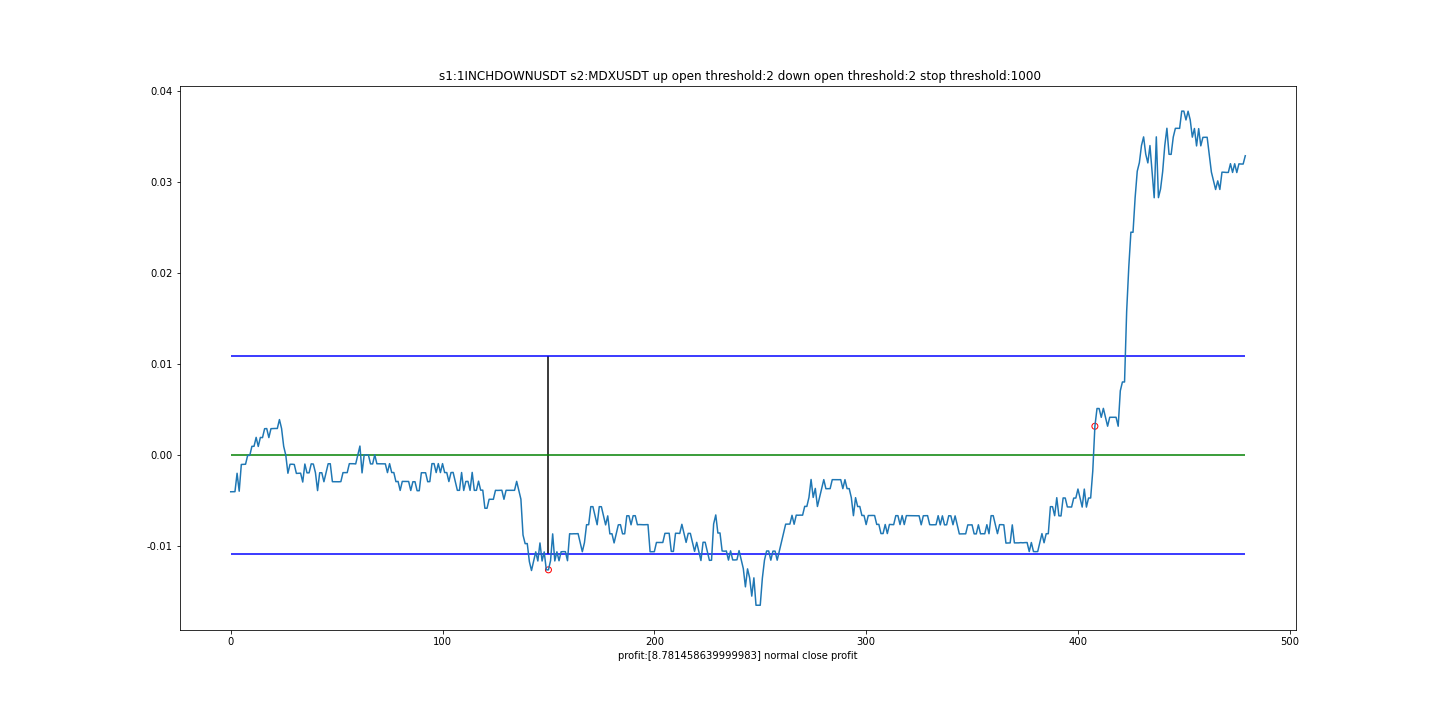 s1:1INCHDOWNUSDT s2:MDXUSDT up open threshold:2 down open threshold:2 stop threshold:1000
0.04
0.03
0.02
0.01
0.00
-0.01
0 100 200 300 400 500
profit:[8.781458639999983] normal close profit